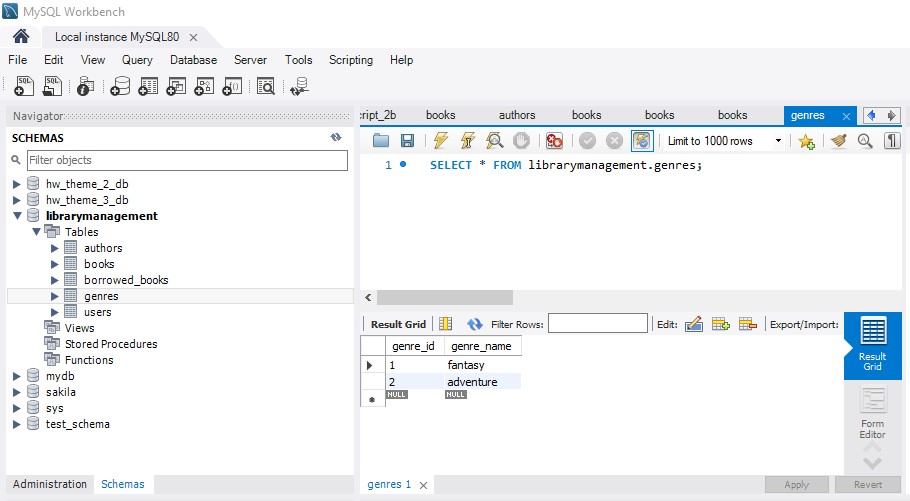 MySQL Workbench
Local instance MySQL80
File Edit View Query Database Server Tools Scripting Help
SQL SQL
Navigator
SCHEMAS
Filter objects
hw_theme_2_db
hw_theme_3_db
librarymanagement
Tables
authors
books
borrowed_books
genres
users
Views
Stored Procedures
Functions
mydb
sakila
sys
test_schema
Administration Schemas
cript_2b books authors books books books genres
Limit to 1000 rows
1 SELECT * FROM librarymanagement.genres;
Result Grid Filter Rows: Edit: Export/Import:
genre_id genre_name
1 fantasy
2 adventure
NULL NULL
Result
Grid
Form
Editor
genres 1
Apply Revert